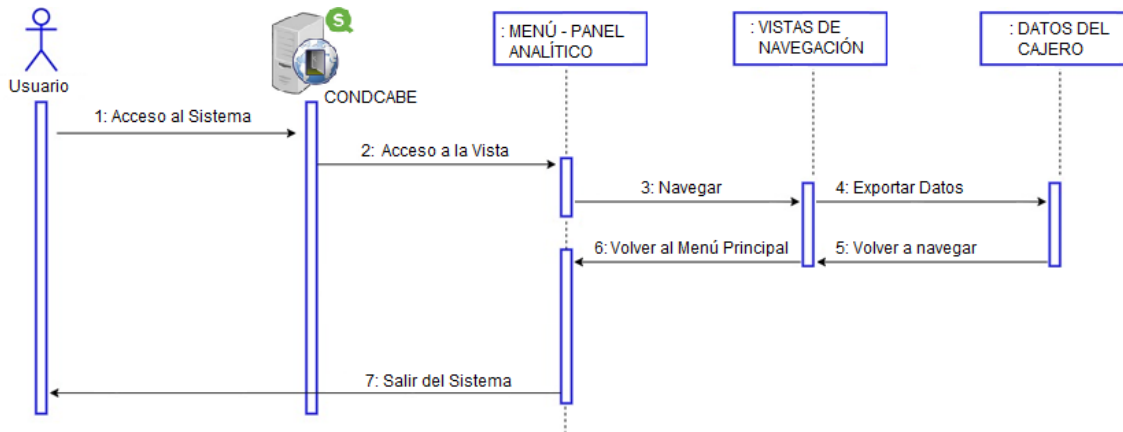 S
: MENÚ - PANEL
ANALÍTICO
: VISTAS DE
NAVEGACIÓN
: DATOS DEL
CAJERO
Usuario
CONDCABE
1: Acceso al Sistema
2: Acceso a la Vista
3: Navegar
4: Exportar Datos
6: Volver al Menú Principal
5: Volver a navegar
7: Salir del Sistema